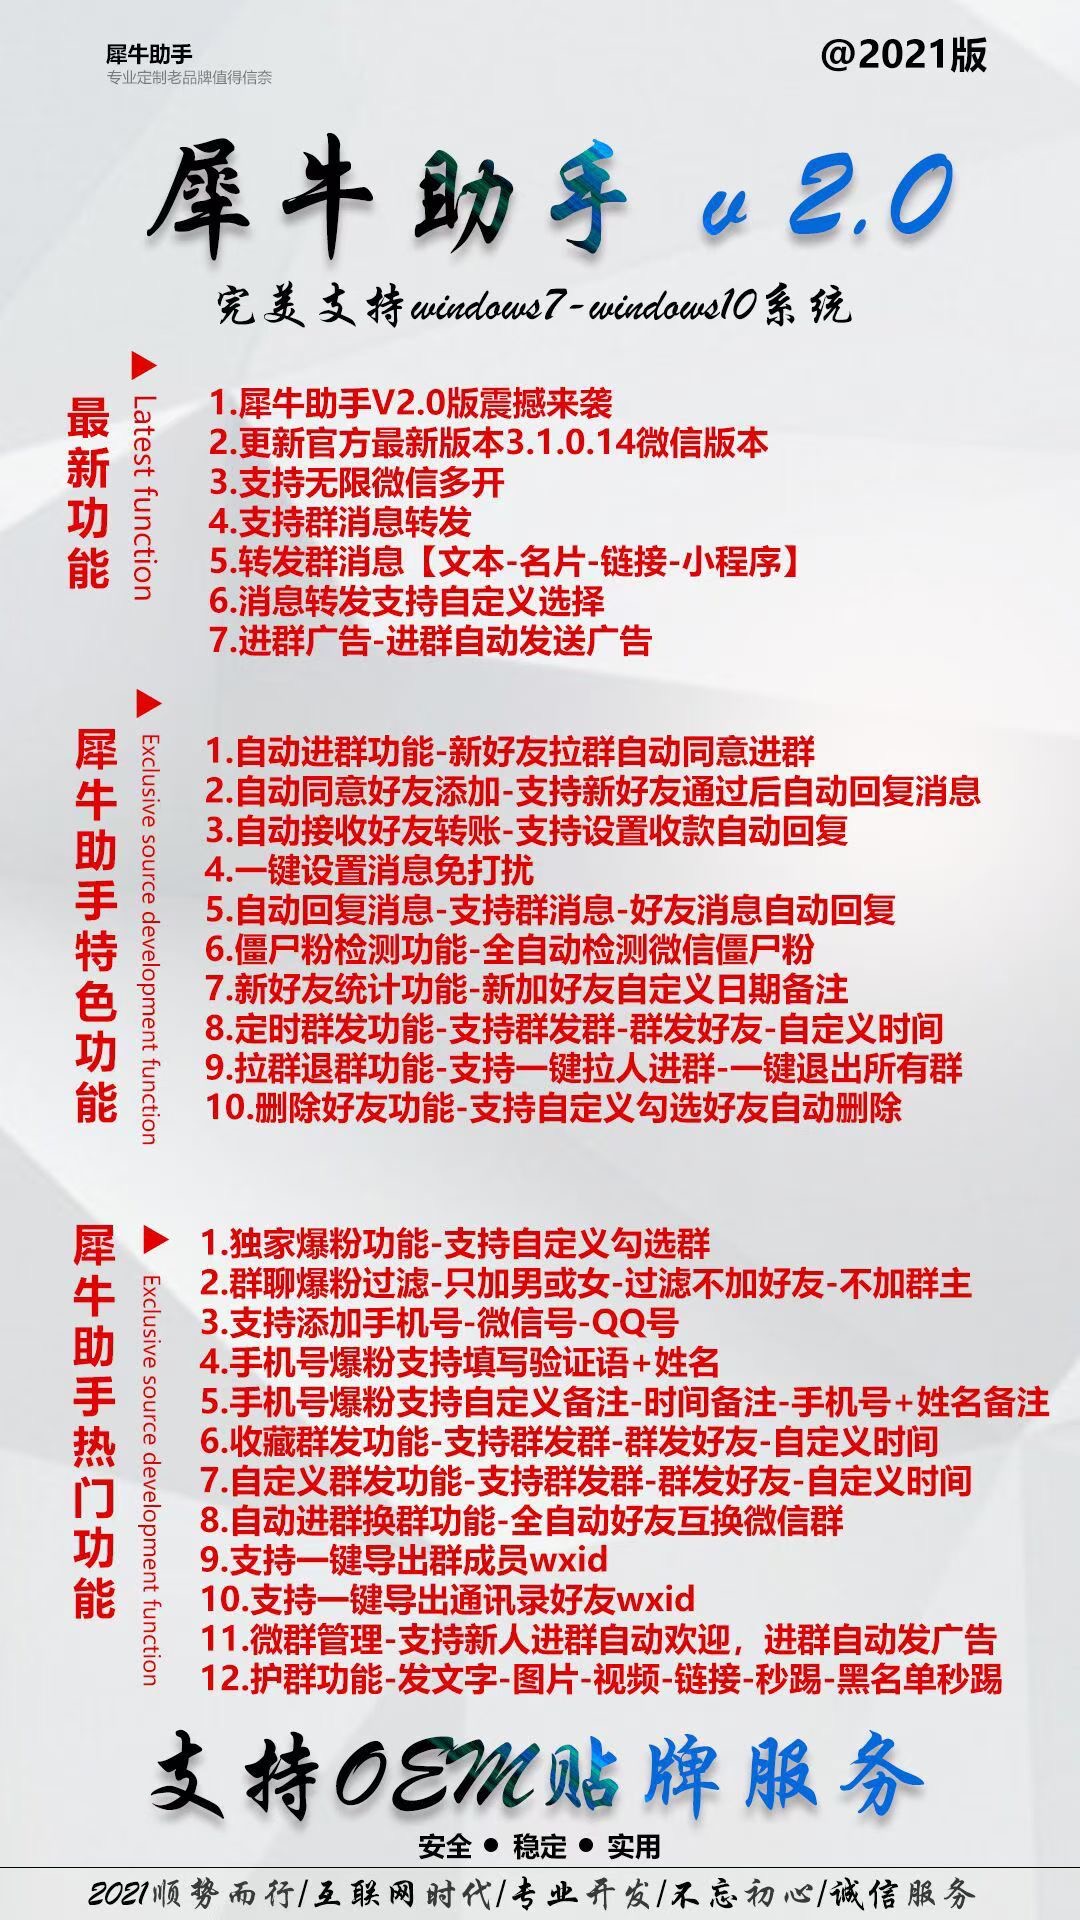 犀牛助手
专业定制老品牌值得信奈
@2021版
犀牛助手 v 2.0
完美支持windows7-windows10系统
最新功能
Latest function
1.犀牛助手V2.0版震撼来袭
2.更新官方最新版本3.1.0.14微信版本
3.支持无限微信多开
4.支持群消息转发
5.转发群消息【文本-名片-链接-小程序】
6.消息转发支持自定义选择
7.进群广告-进群自动发送广告
犀牛助手特色功能
Exclusive source development function
1.自动进群功能-新好友拉群自动同意进群
2.自动同意好友添加-支持新好友通过后自动回复消息
3.自动接收好友转账-支持设置收款自动回复
4.一键设置消息免打扰
5.自动回复消息-支持群消息-好友消息自动回复
6.僵尸粉检测功能-全自动检测微信僵尸粉
7.新好友统计功能-新加好友自定义日期备注
8.定时群发功能-支持群发群-群发好友-自定义时间
9.拉群退群功能-支持一键拉人进群-一键退出所有群
10.删除好友功能-支持自定义勾选好友自动删除
犀牛助手热门功能
Exclusive source development function
1.独家爆粉功能-支持自定义勾选群
2.群聊爆粉过滤-只加男或女-过滤不加好友-不加群主
3.支持添加手机号-微信号-QQ号
4.手机号爆粉支持填写验证语+姓名
5.手机号爆粉支持自定义备注-时间备注-手机号+姓名备注
6.收藏群发功能-支持群发群-群发好友-自定义时间
7.自定义群发功能-支持群发群-群发好友-自定义时间
8.自动进群换群功能-全自动好友互换微信群
9.支持一键导出群成员wxid
10.支持一键导出通讯录好友wxid
11.微群管理-支持新人进群自动欢迎，进群自动发广告
12.护群功能-发文字-图片-视频-链接-秒踢-黑名单秒踢
支持OEM贴牌服务
安全 ● 稳定 ● 实用
2021顺势而行/互联网时代/专业开发/不忘初心/诚信服务